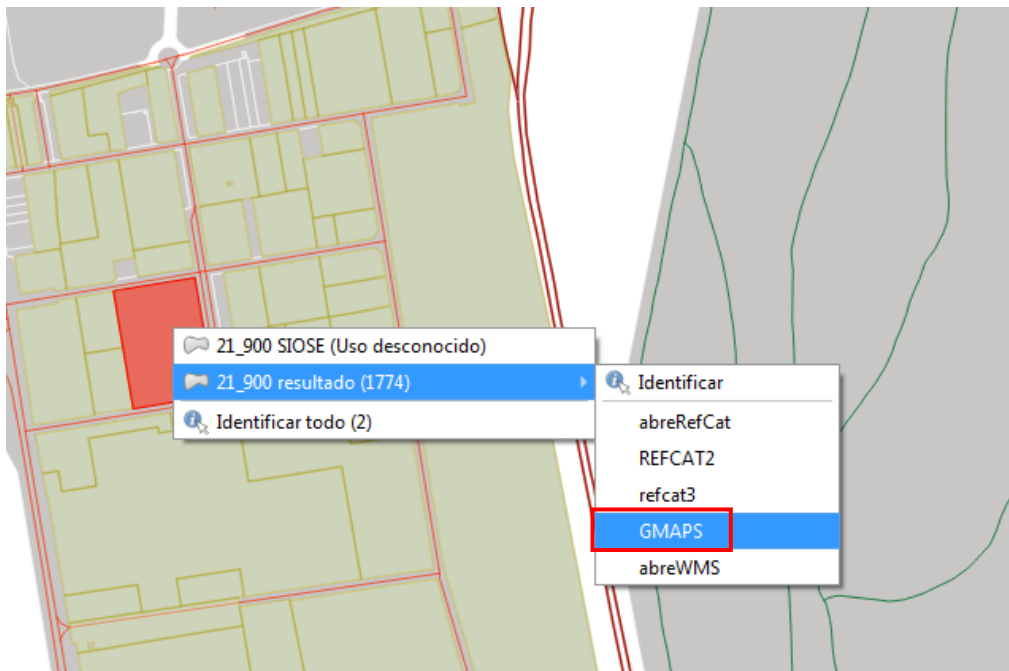 21_900 SIOSE (Uso desconocido)
21_900 resultado (1774)
Identificar todo (2)
Identificar
abreRefCat
REFCAT2
refcat3
GMAPS
abreWMS